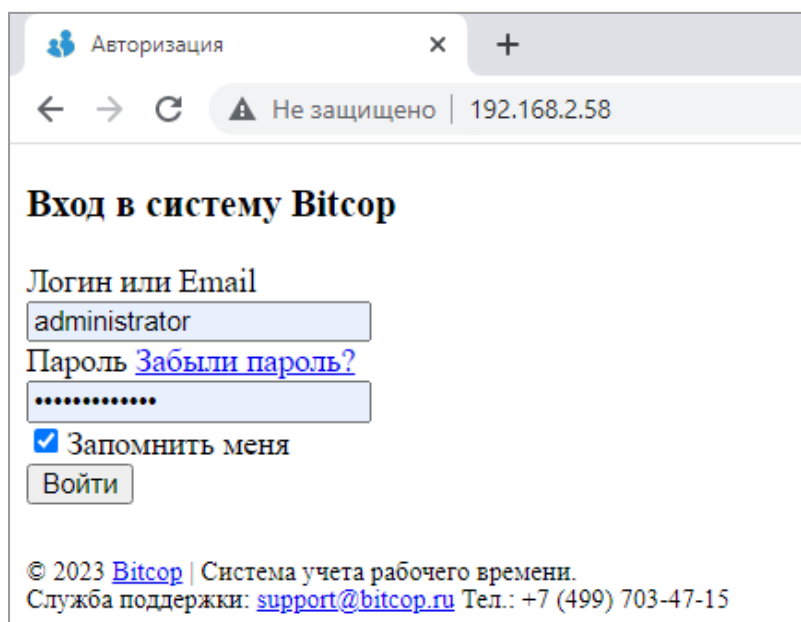 Авторизация
Не защищено | 192.168.2.58
Вход в систему Bitcop
Логин или Email
administrator
Пароль Забыли пароль?
•••••••••••••
Запомнить меня
Войти
© 2023 Bitcop | Система учета рабочего времени.
Служба поддержки: support@bitcop.ru Тел.: +7 (499) 703-47-15